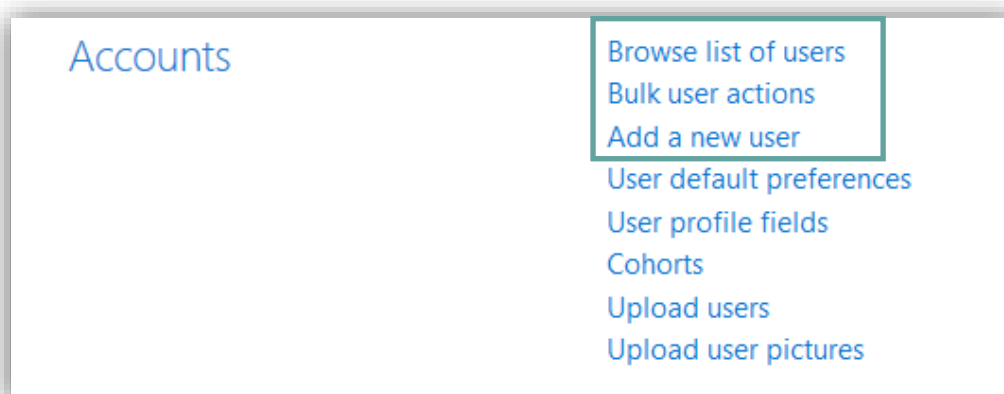 Accounts
Browse list of users
Bulk user actions
Add a new user
User default preferences
User profile fields
Cohorts
Upload users
Upload user pictures